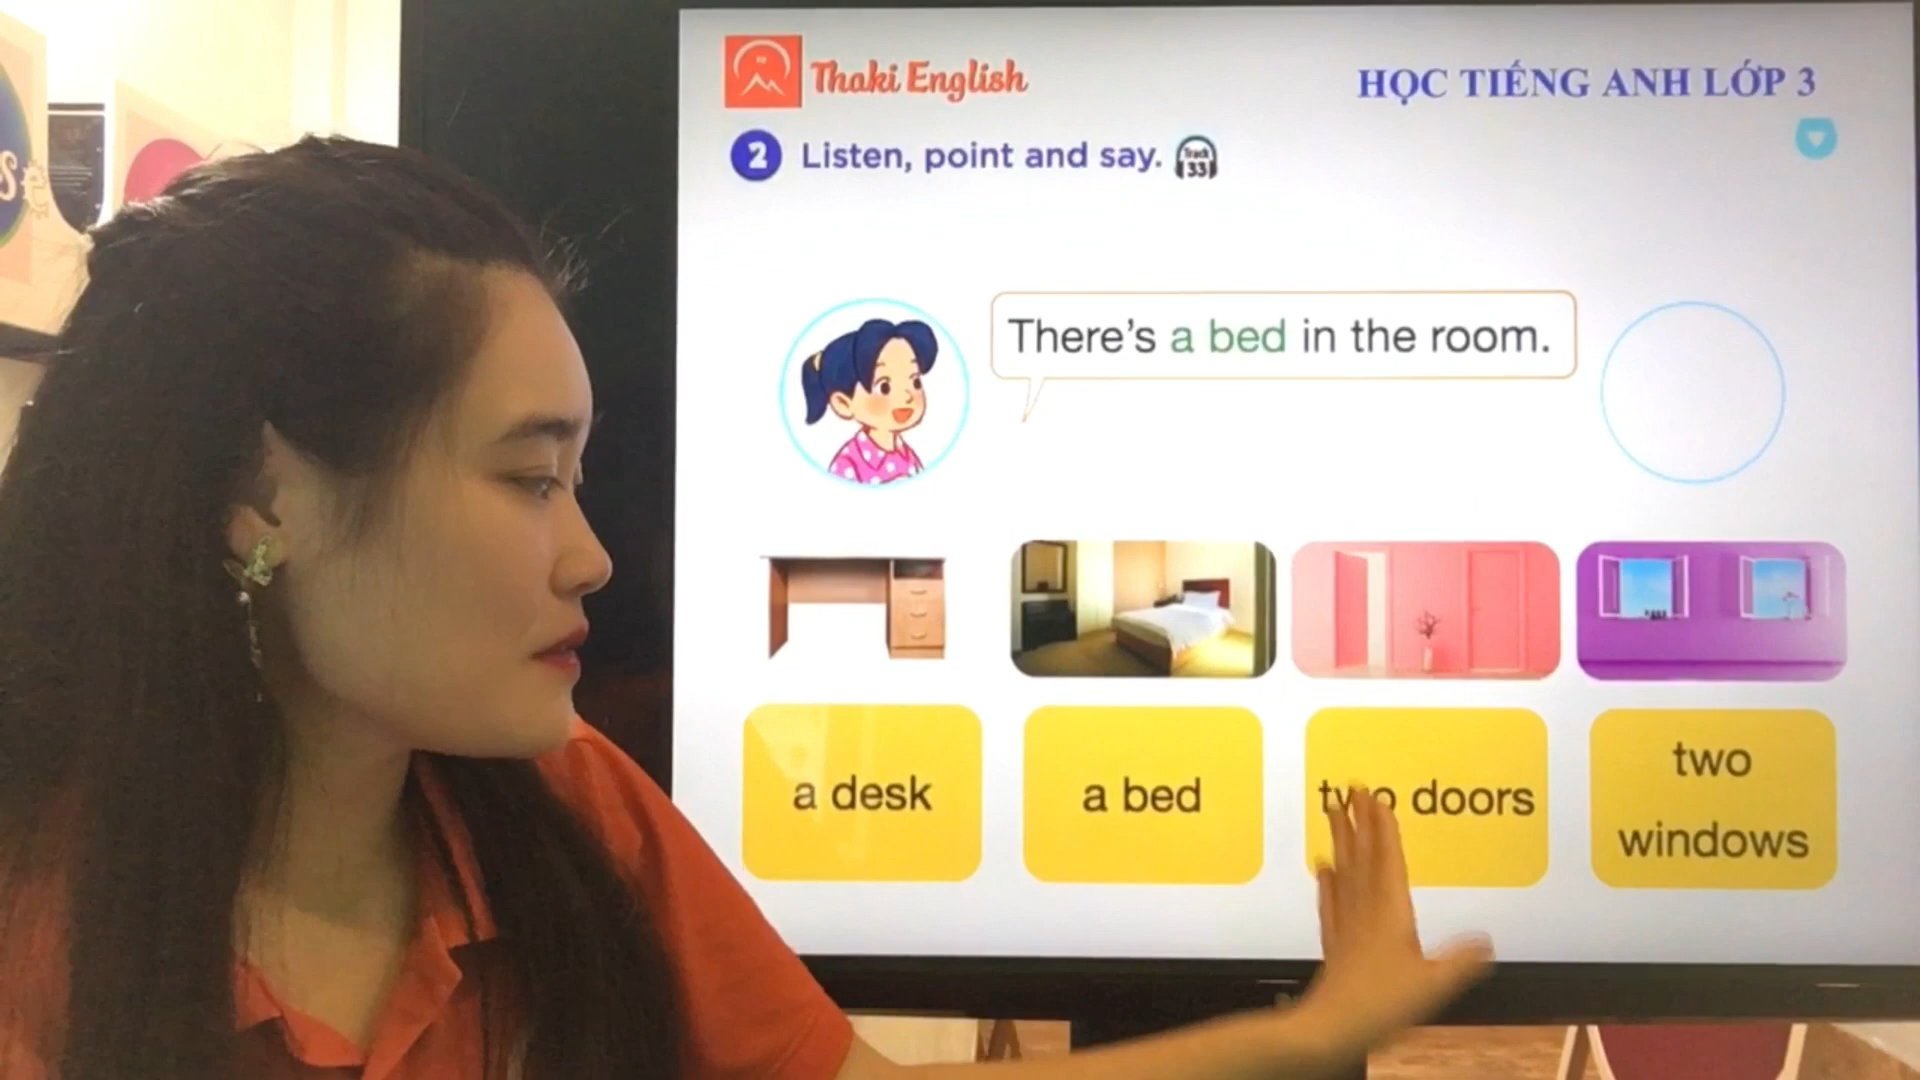 Thaki English
HỌC TIẾNG ANH LỚP 3
2 Listen, point and say. Track 33
There's a bed in the room.
a desk
a bed
two doors
two
windows